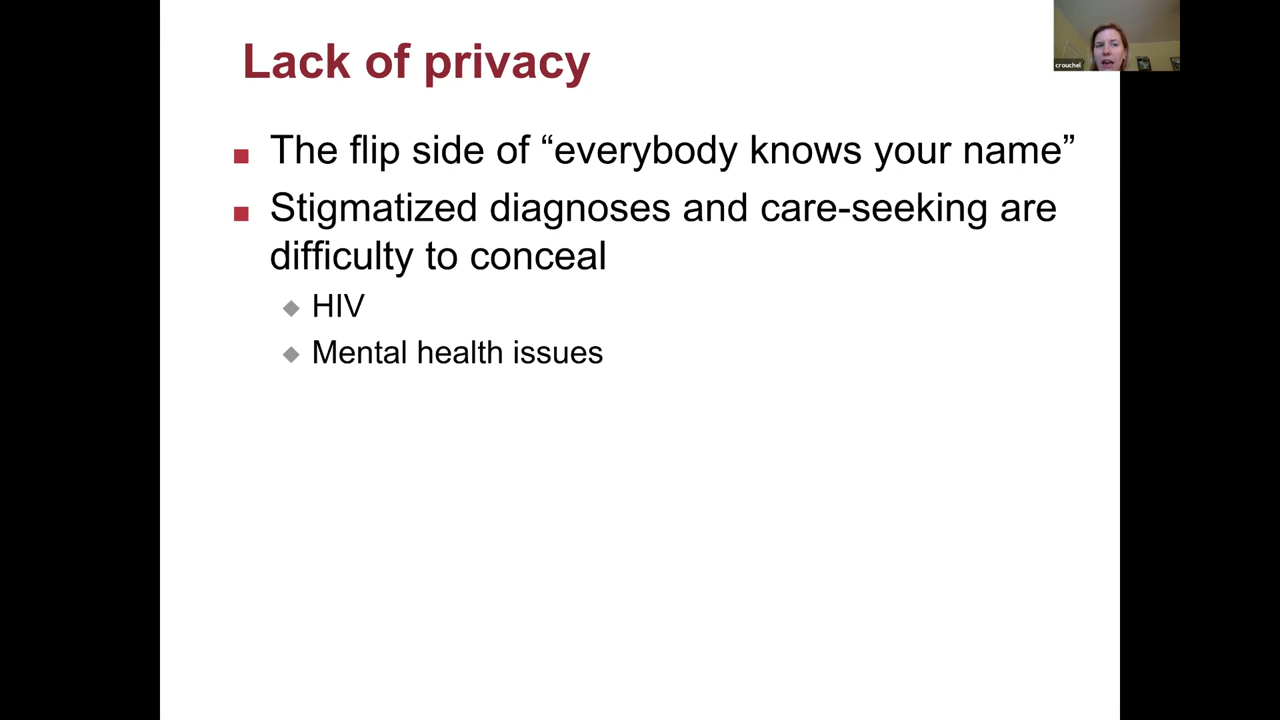 Lack of privacy
crouchel
The flip side of “everybody knows your name”
Stigmatized diagnoses and care-seeking are
difficulty to conceal
HIV
Mental health issues